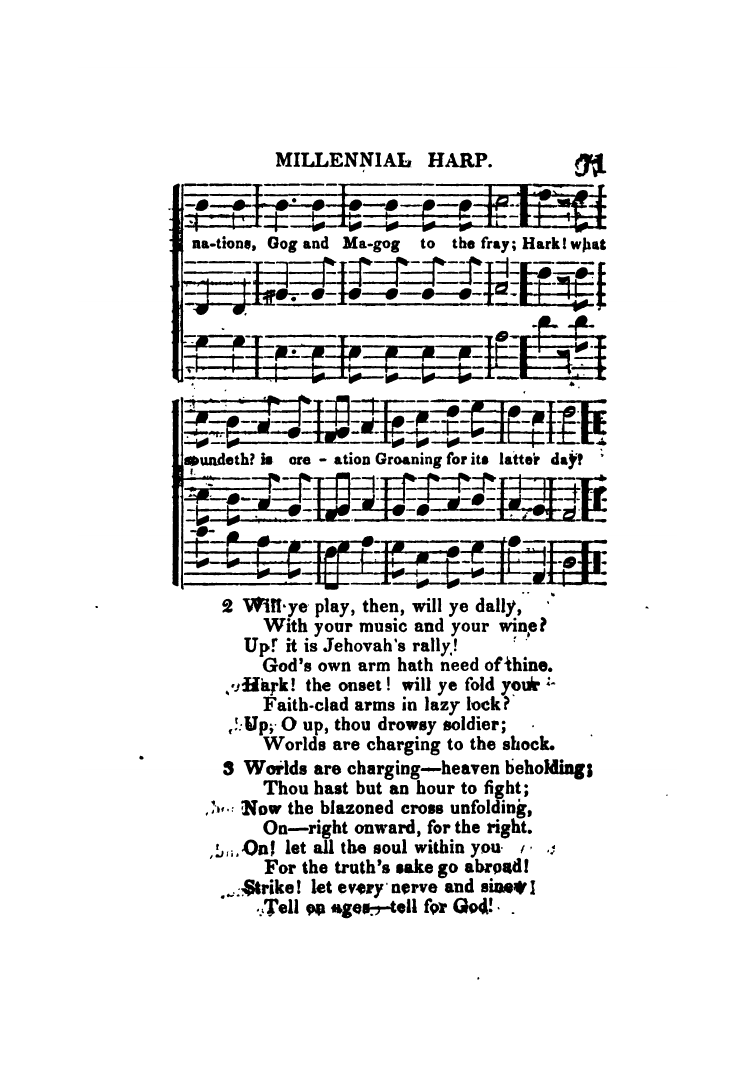 MILLENNIAL HARP. 71
na-tions, Gog and Ma-gog to the fray; Hark! what
soundeth? is cre - ation Groaning for its latter day?
2 Will ye play, then, will ye dally,
With your music and your wine?
Up! it is Jehovah's rally!
God's own arm hath need of thine.
Hark! the onset! will ye fold your
Faith-clad arms in lazy lock?
Up, O up, thou drowsy soldier;
Worlds are charging to the shock.
3 Worlds are charging—heaven beholding;
Thou hast but an hour to fight;
Now the blazoned cross unfolding,
On—right onward, for the right.
On! let all the soul within you
For the truth's sake go abroad!
Strike! let every nerve and sinew
Tell on ages—tell for God!